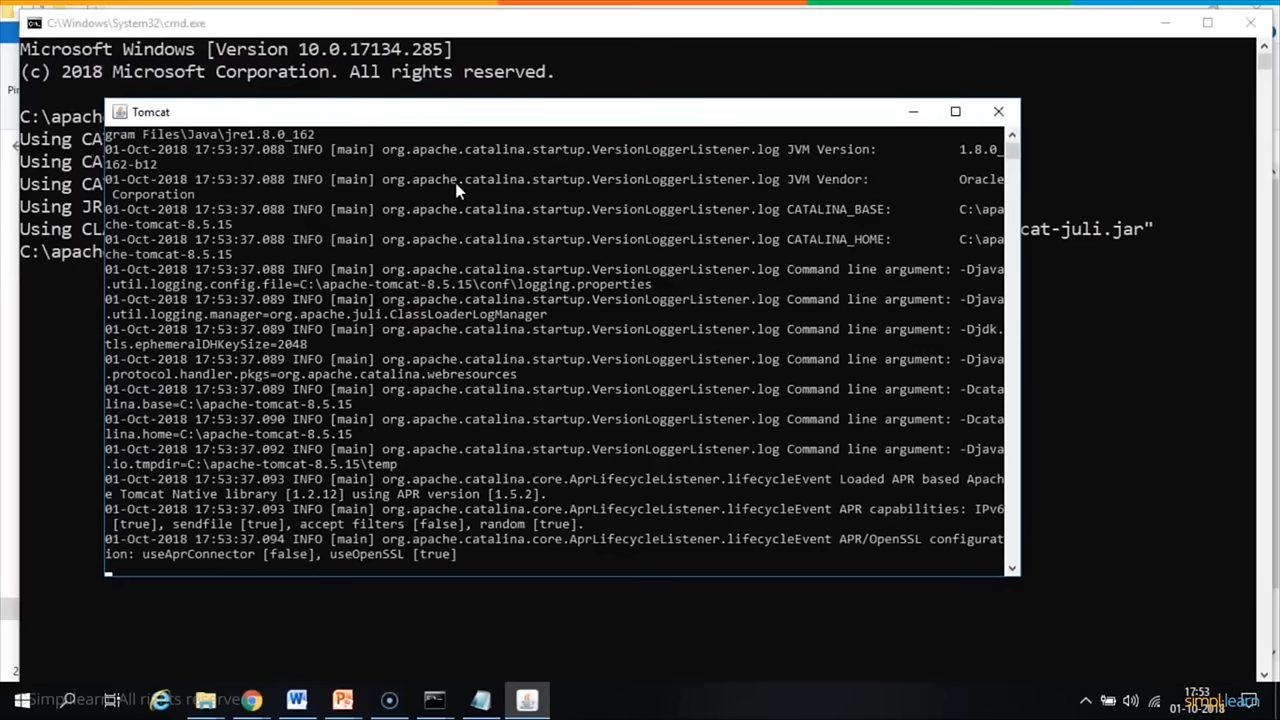 C:\Windows\System32\cmd.exe
Microsoft Windows [Version 10.0.17134.285]
(c) 2018 Microsoft Corporation. All rights reserved.
C:\apach
Using CA
Using CA
Using CA
Using JR
Using CL
cat-juli.jar"
C:\apach
Tomcat
gram Files\Java\jre1.8.0_162
01-Oct-2018 17:53:37.088 INFO [main] org.apache.catalina.startup.VersionLoggerListener.log JVM Version: 1.8.0_
162-b12
01-Oct-2018 17:53:37.088 INFO [main] org.apache.catalina.startup.VersionLoggerListener.log JVM Vendor: Oracle
Corporation
01-Oct-2018 17:53:37.088 INFO [main] org.apache.catalina.startup.VersionLoggerListener.log CATALINA_BASE: C:\apa
che-tomcat-8.5.15
01-Oct-2018 17:53:37.088 INFO [main] org.apache.catalina.startup.VersionLoggerListener.log CATALINA_HOME: C:\apa
che-tomcat-8.5.15
01-Oct-2018 17:53:37.088 INFO [main] org.apache.catalina.startup.VersionLoggerListener.log Command line argument: -Djava
.util.logging.config.file=C:\apache-tomcat-8.5.15\conf\logging.properties
01-Oct-2018 17:53:37.089 INFO [main] org.apache.catalina.startup.VersionLoggerListener.log Command line argument: -Djava
.util.logging.manager=org.apache.juli.ClassLoaderLogManager
01-Oct-2018 17:53:37.089 INFO [main] org.apache.catalina.startup.VersionLoggerListener.log Command line argument: -Djdk.
tls.ephemeralDHKeySize=2048
01-Oct-2018 17:53:37.089 INFO [main] org.apache.catalina.startup.VersionLoggerListener.log Command line argument: -Djava
.protocol.handler.pkgs=org.apache.catalina.webresources
01-Oct-2018 17:53:37.089 INFO [main] org.apache.catalina.startup.VersionLoggerListener.log Command line argument: -Dcata
lina.base=C:\apache-tomcat-8.5.15
01-Oct-2018 17:53:37.090 INFO [main] org.apache.catalina.startup.VersionLoggerListener.log Command line argument: -Dcata
lina.home=C:\apache-tomcat-8.5.15
01-Oct-2018 17:53:37.092 INFO [main] org.apache.catalina.startup.VersionLoggerListener.log Command line argument: -Djava
.io.tmpdir=C:\apache-tomcat-8.5.15\temp
01-Oct-2018 17:53:37.093 INFO [main] org.apache.catalina.core.AprLifecycleListener.lifecycleEvent Loaded APR based Apach
e Tomcat Native library [1.2.12] using APR version [1.5.2].
01-Oct-2018 17:53:37.093 INFO [main] org.apache.catalina.core.AprLifecycleListener.lifecycleEvent APR capabilities: IPv6
[true], sendfile [true], accept filters [false], random [true].
01-Oct-2018 17:53:37.094 INFO [main] org.apache.catalina.core.AprLifecycleListener.lifecycleEvent APR/OpenSSL configurat
ion: useAprConnector [false], useOpenSSL [true]
Simplilearn. All rights reserved.
17:53
simplilearn
01-10-2018